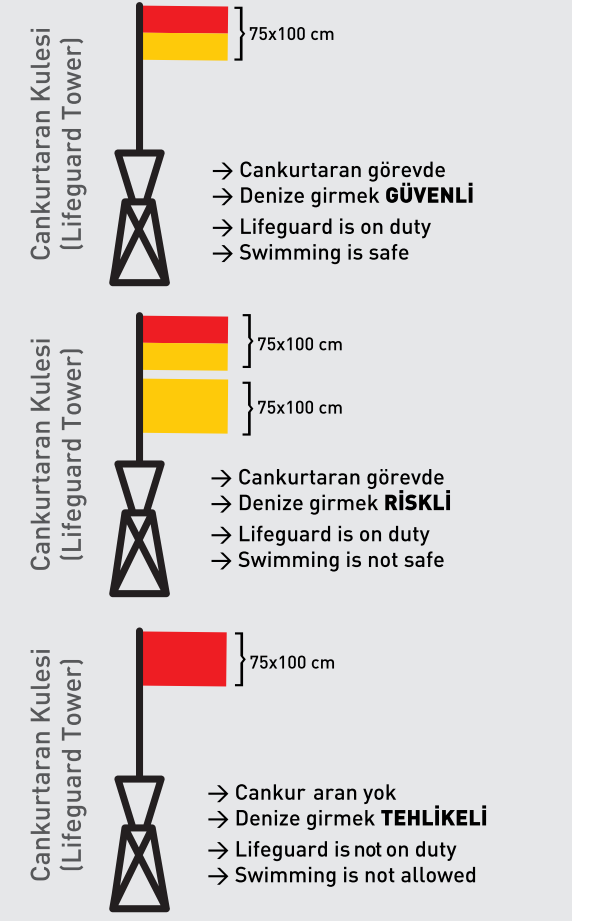 Cankurtaran Kulesi
(Lifeguard Tower)
75x100 cm
→ Cankurtaran görevde
→ Denize girmek GÜVENLİ
→ Lifeguard is on duty
→ Swimming is safe
Cankurtaran Kulesi
(Lifeguard Tower)
75x100 cm
75x100 cm
→ Cankurtaran görevde
→ Denize girmek RİSKLİ
→ Lifeguard is on duty
→ Swimming is not safe
Cankurtaran Kulesi
(Lifeguard Tower)
75x100 cm
→ Cankur aran yok
→ Denize girmek TEHLİKELİ
→ Lifeguard is not on duty
→ Swimming is not allowed